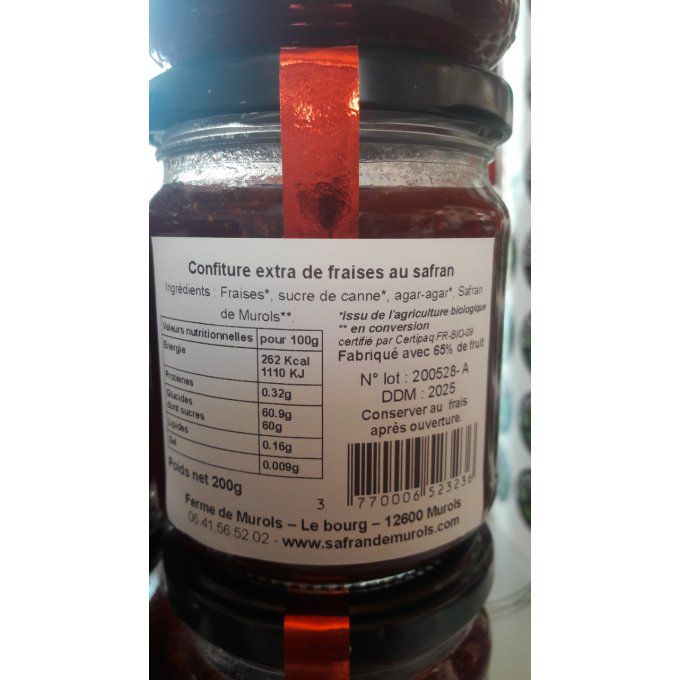 Confiture extra de fraises au safran
Ingrédients : Fraises*, sucre de canne*, agar-agar*, Safran
de Murols**.
*issu de l'agriculture biologique
** en conversion
certifié par Certipaq FR-BIO-09
Fabriqué avec 65% de fruit
Valeurs nutritionnelles pour 100g
Energie 262 Kcal
1110 KJ
Protéines 0.32g
Glucides 60.9g
dont sucres 60g
Lipides 0.16g
Sel 0.009g
Poids net 200g
N° lot : 200528- A
DDM : 2025
Conserver au frais
après ouverture.
3 770006 523236
Ferme de Murols – Le bourg – 12600 Murols
06.41.56.52.02 - www.safrandemurols.com